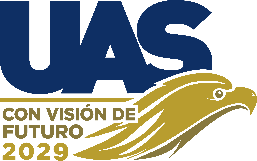 UAS
CON VISIÓN DE
FUTURO
2029